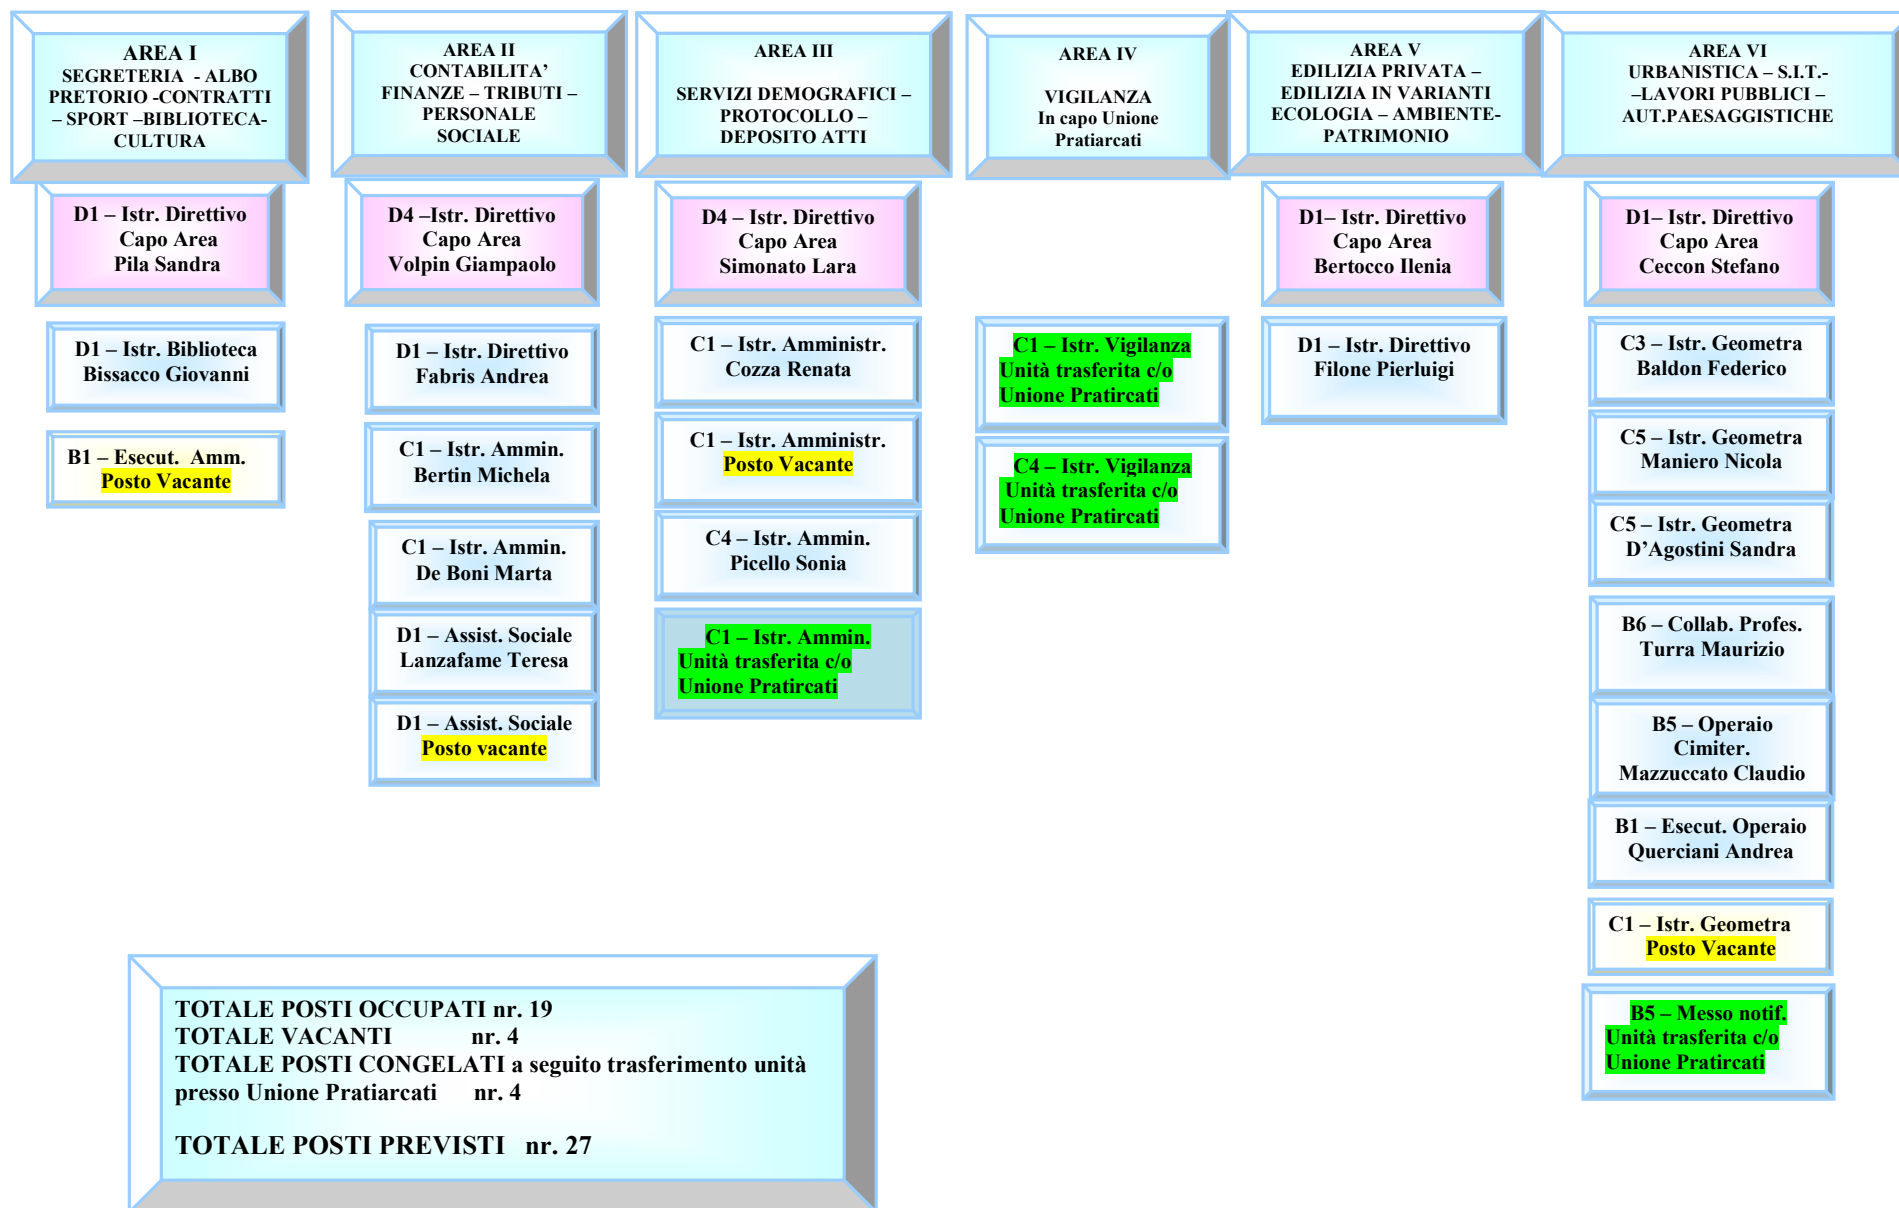 AREA I
SEGRETERIA - ALBO
PRETORIO -CONTRATTI
– SPORT –BIBLIOTECA-
CULTURA
D1 – Istr. Direttivo
Capo Area
Pila Sandra
D1 – Istr. Biblioteca
Bissacco Giovanni
B1 – Esecut. Amm.
Posto Vacante
AREA II
CONTABILITA’
FINANZE – TRIBUTI –
PERSONALE
SOCIALE
D4 –Istr. Direttivo
Capo Area
Volpin Giampaolo
D1 – Istr. Direttivo
Fabris Andrea
C1 – Istr. Ammin.
Bertin Michela
C1 – Istr. Ammin.
De Boni Marta
D1 – Assist. Sociale
Lanzafame Teresa
D1 – Assist. Sociale
Posto vacante
AREA III
SERVIZI DEMOGRAFICI –
PROTOCOLLO –
DEPOSITO ATTI
D4 – Istr. Direttivo
Capo Area
Simonato Lara
C1 – Istr. Amministr.
Cozza Renata
C1 – Istr. Amministr.
Posto Vacante
C4 – Istr. Ammin.
Picello Sonia
C1 – Istr. Ammin.
Unità trasferita c/o
Unione Pratircati
AREA IV
VIGILANZA
In capo Unione
Pratiarcati
C1 – Istr. Vigilanza
Unità trasferita c/o
Unione Pratircati
C4 – Istr. Vigilanza
Unità trasferita c/o
Unione Pratircati
AREA V
EDILIZIA PRIVATA –
EDILIZIA IN VARIANTI
ECOLOGIA – AMBIENTE-
PATRIMONIO
D1– Istr. Direttivo
Capo Area
Bertocco Ilenia
D1 – Istr. Direttivo
Filone Pierluigi
AREA VI
URBANISTICA – S.I.T.-
–LAVORI PUBBLICI –
AUT.PAESAGGISTICHE
D1– Istr. Direttivo
Capo Area
Ceccon Stefano
C3 – Istr. Geometra
Baldon Federico
C5 – Istr. Geometra
Maniero Nicola
C5 – Istr. Geometra
D’Agostini Sandra
B6 – Collab. Profes.
Turra Maurizio
B5 – Operaio
Cimiter.
Mazzuccato Claudio
B1 – Esecut. Operaio
Querciani Andrea
C1 – Istr. Geometra
Posto Vacante
B5 – Messo notif.
Unità trasferita c/o
Unione Pratircati
TOTALE POSTI OCCUPATI nr. 19
TOTALE VACANTI nr. 4
TOTALE POSTI CONGELATI a seguito trasferimento unità
presso Unione Pratiarcati nr. 4
TOTALE POSTI PREVISTI nr. 27